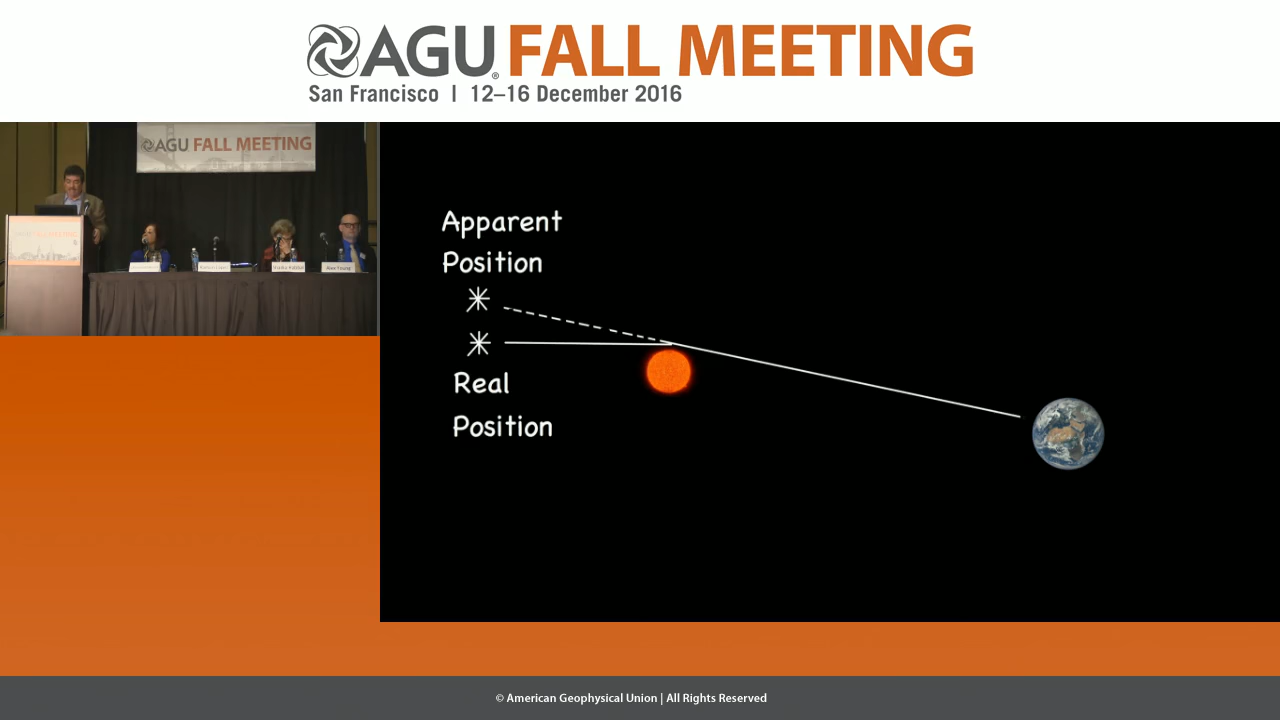 AGU® FALL MEETING
San Francisco | 12–16 December 2016
AGU FALL MEETING
Apparent
Position
Real
Position
© American Geophysical Union | All Rights Reserved